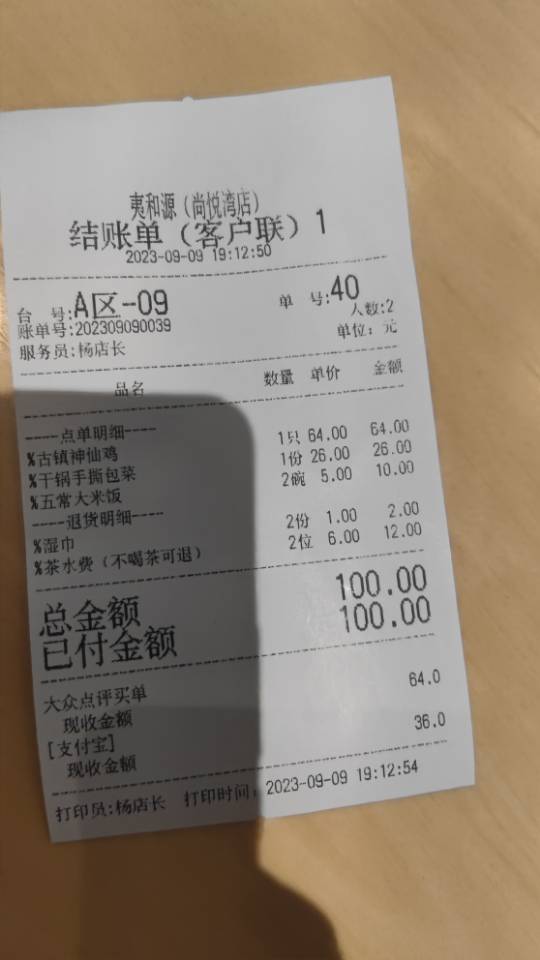 夷和源（尚悦湾店）
结账单（客户联）1
2023-09-09 19:12:50
台 号:A区-09 单 号:40
账单号:202309090039 人数:2
服务员:杨店长 单位: 元
品名 数量 单价 金额
----点单明细----
%古镇神仙鸡 1只 64.00 64.00
%干锅手撕包菜 1份 26.00 26.00
%五常大米饭 2碗 5.00 10.00
----退货明细----
%湿巾 2份 1.00 2.00
%茶水费（不喝茶可退） 2位 6.00 12.00
总金额 100.00
已付金额 100.00
大众点评买单
现收金额 64.0
[支付宝]
现收金额 36.0
打印员:杨店长 打印时间: 2023-09-09 19:12:54